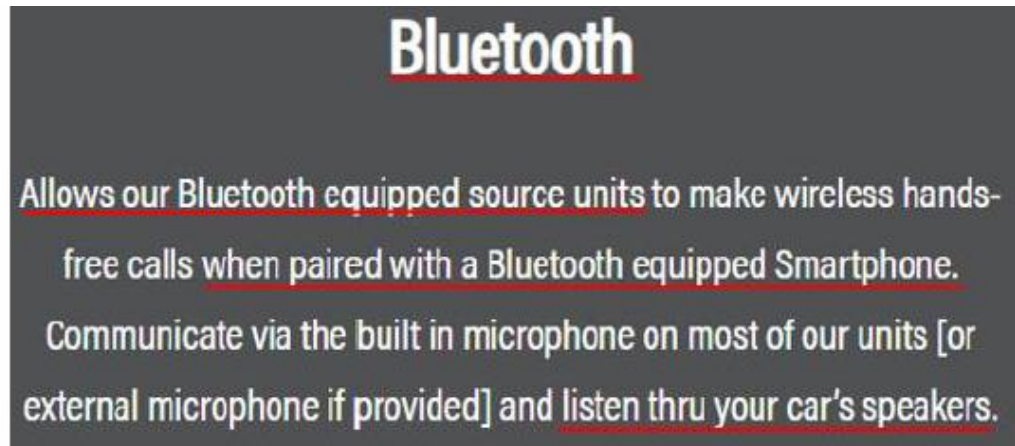 Bluetooth
Allows our Bluetooth equipped source units to make wireless hands-
free calls when paired with a Bluetooth equipped Smartphone.
Communicate via the built in microphone on most of our units [or
external microphone if provided] and listen thru your car's speakers.